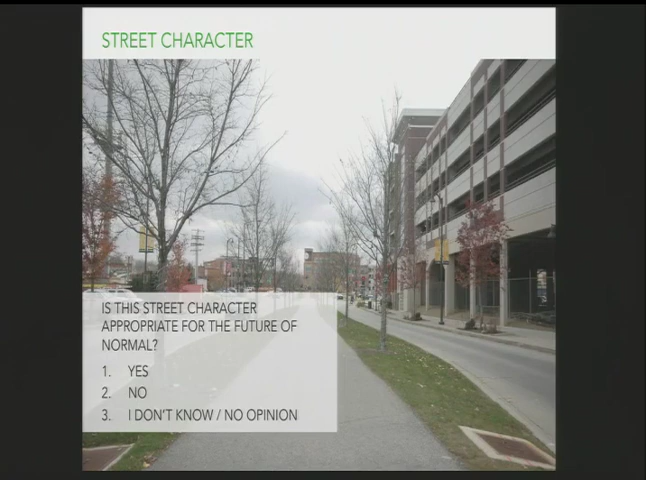 STREET CHARACTER
IS THIS STREET CHARACTER
APPROPRIATE FOR THE FUTURE OF
NORMAL?
1. YES
2. NO
3. I DON'T KNOW / NO OPINION